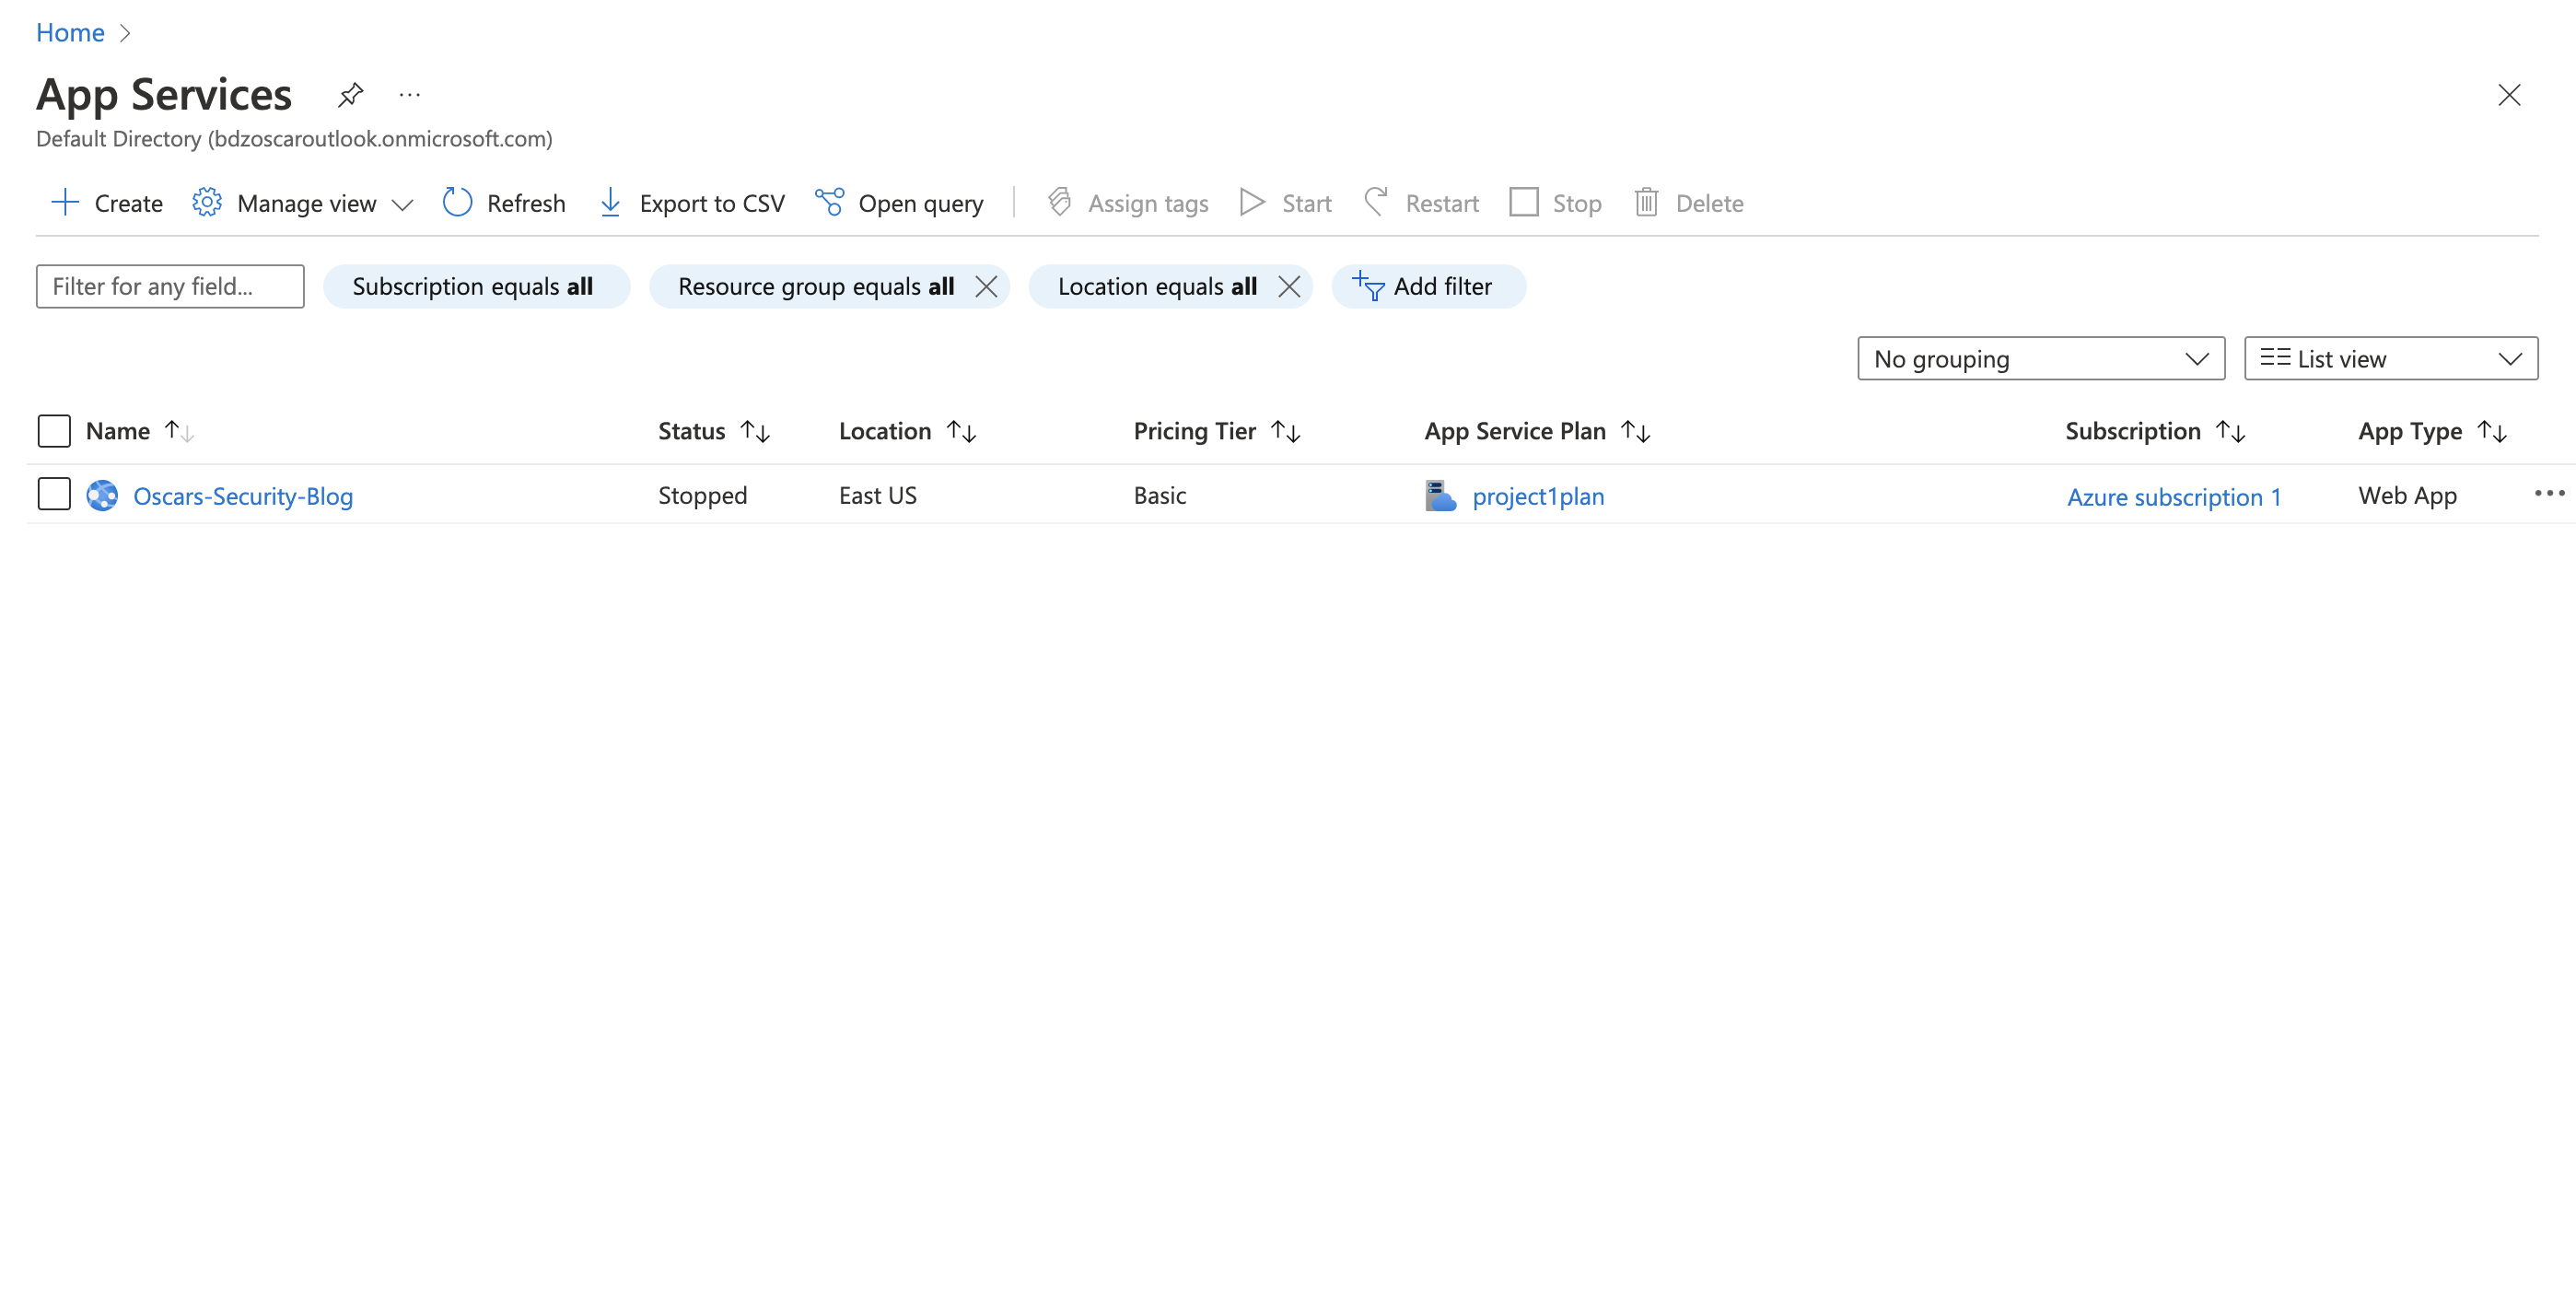 Home
App Services
Default Directory (bdzoscaroutlook.onmicrosoft.com)
Create Manage view Refresh Export to CSV Open query Assign tags Start Restart Stop Delete
Filter for any field... Subscription equals all Resource group equals all Location equals all Add filter
No grouping List view
Name Status Location Pricing Tier App Service Plan Subscription App Type
Oscars-Security-Blog Stopped East US Basic project1plan Azure subscription 1 Web App